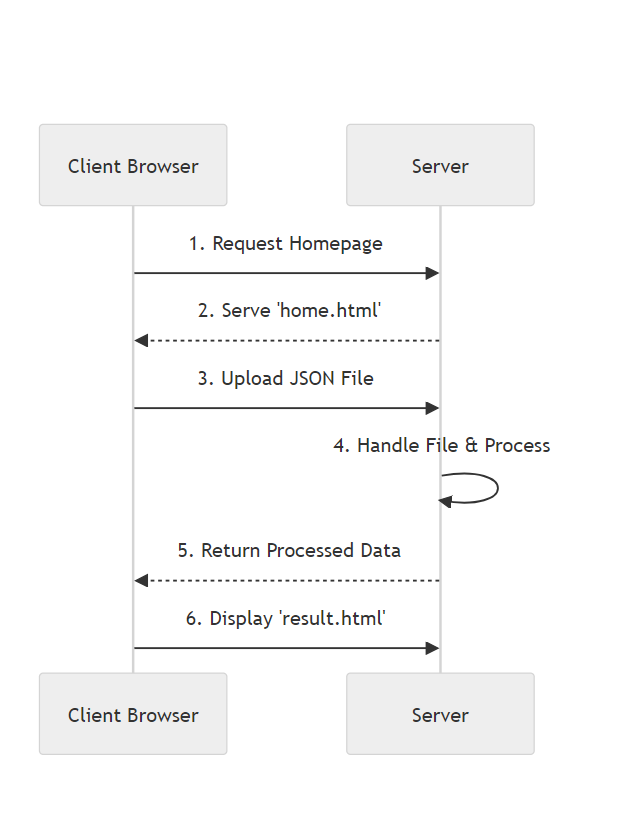 Client Browser
Server
1. Request Homepage
2. Serve 'home.html'
3. Upload JSON File
4. Handle File & Process
5. Return Processed Data
6. Display 'result.html'
Client Browser
Server